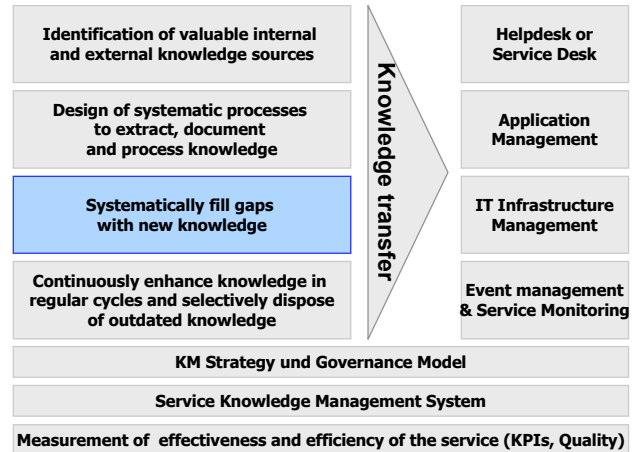 Identification of valuable internal
and external knowledge sources
Design of systematic processes
to extract, document
and process knowledge
Systematically fill gaps
with new knowledge
Continuously enhance knowledge in
regular cycles and selectively dispose
of outdated knowledge
Knowledge transfer
Helpdesk or
Service Desk
Application
Management
IT Infrastructure
Management
Event management
& Service Monitoring
KM Strategy und Governance Model
Service Knowledge Management System
Measurement of effectiveness and efficiency of the service (KPIs, Quality)